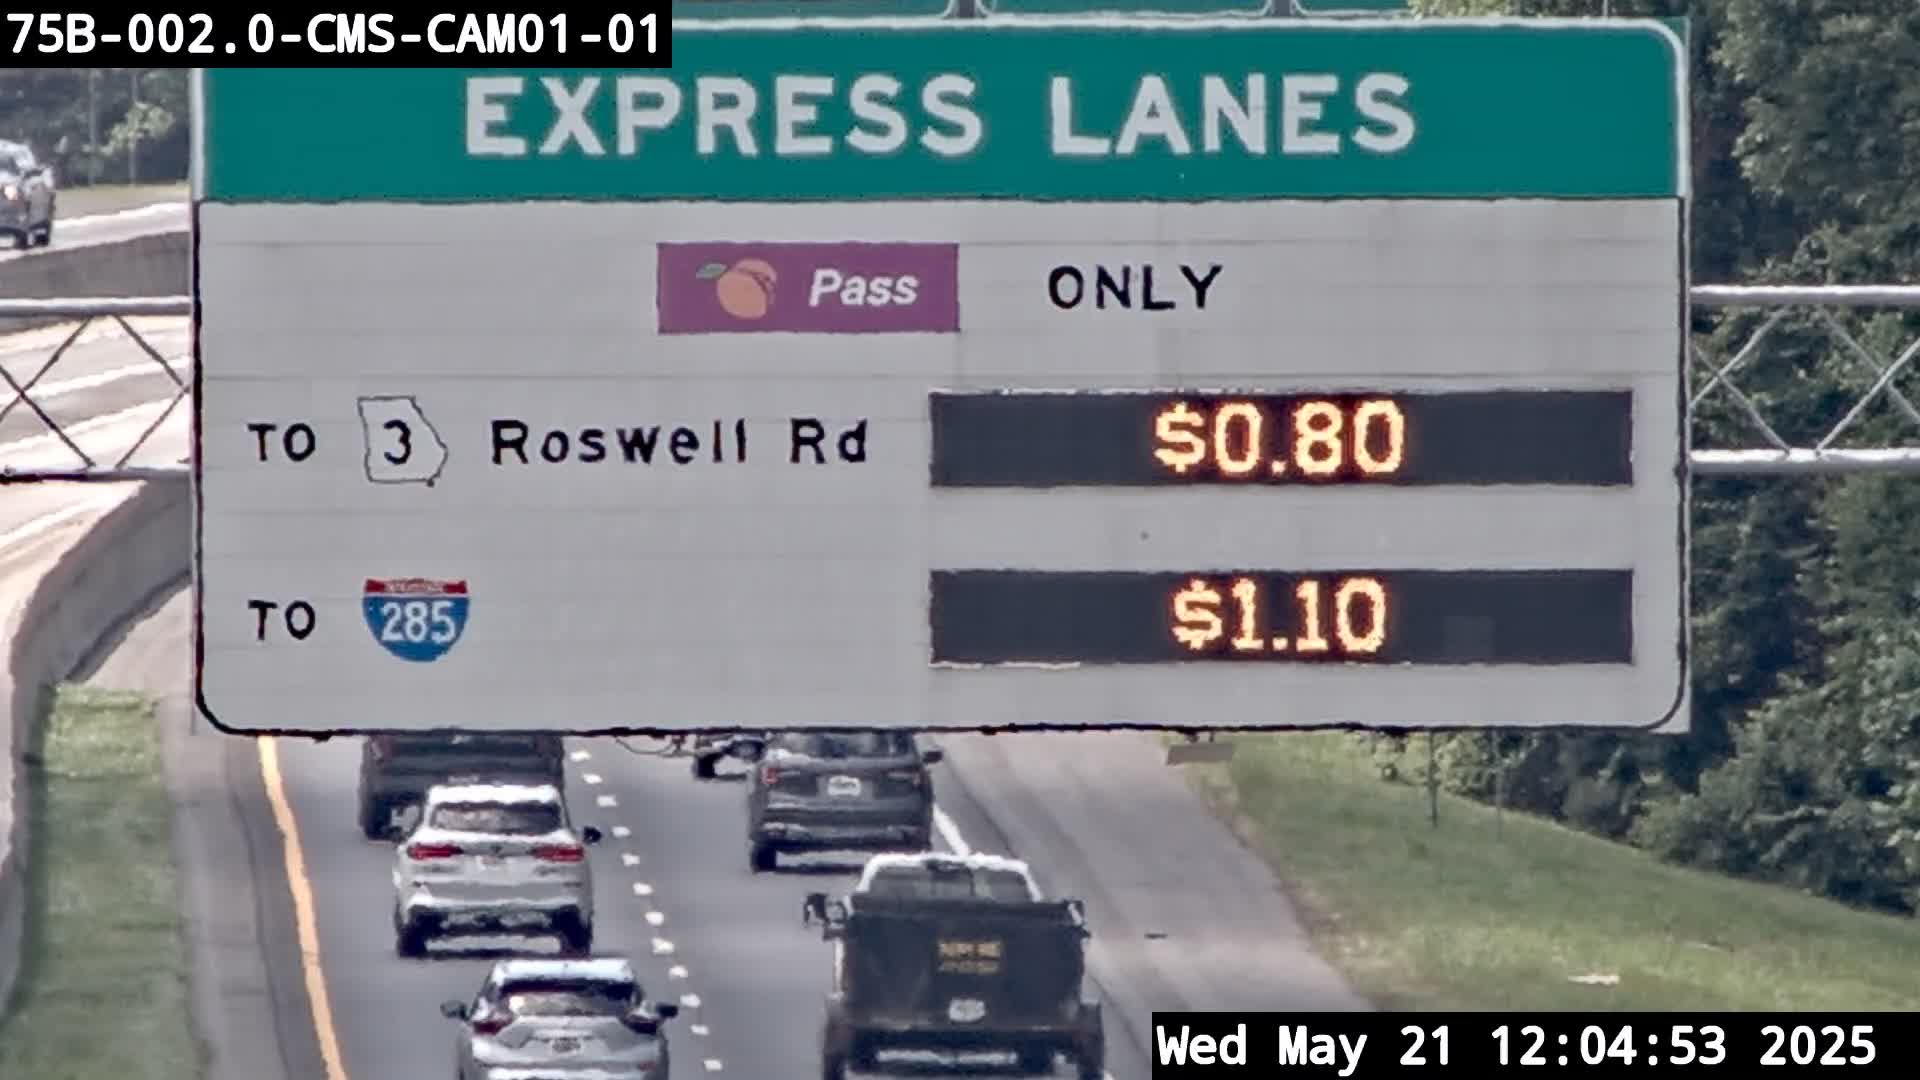 75B-002.0-CMS-CAM01-01
EXPRESS LANES
Pass ONLY
TO 3 Roswell Rd $0.80
TO 285 $1.10
Wed May 21 12:04:53 2025